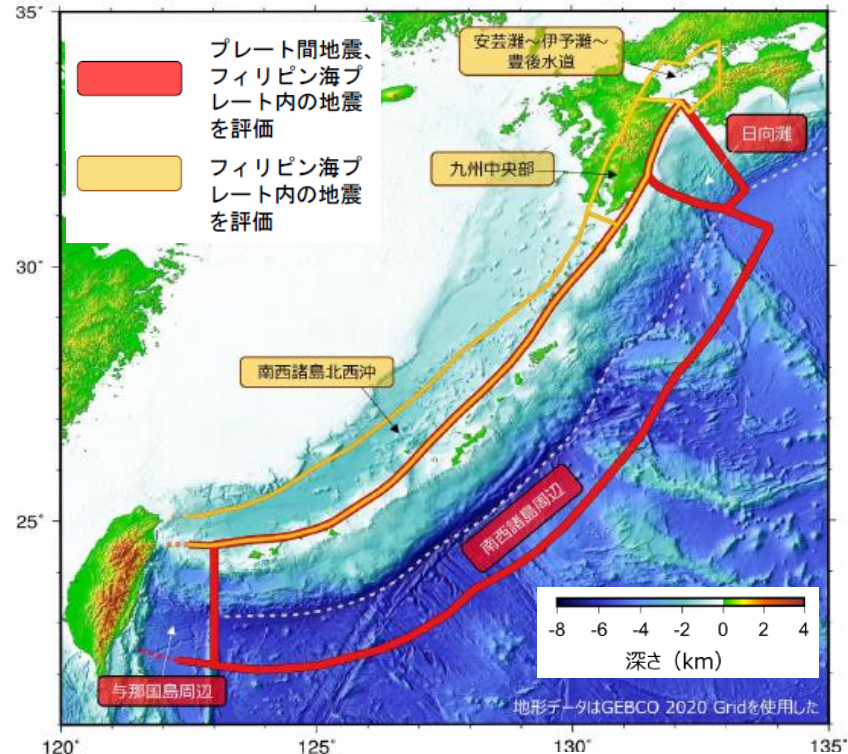 35˚
30˚
25˚
120˚
125˚
130˚
135˚
プレート間地震、
フィリピン海プ
レート内の地震
を評価
フィリピン海プ
レート内の地震
を評価
安芸灘～伊予灘～
豊後水道
日向灘
九州中央部
南西諸島北西沖
南西諸島周辺
与那国島周辺
-8 -6 -4 -2 0 2 4
深さ（km）
地形データはGEBCO 2020 Gridを使用した